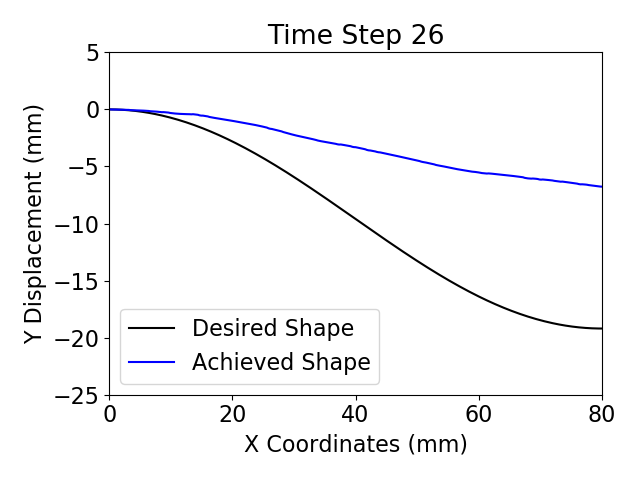 Time Step 26
Y Displacement (mm)
5
0
−5
−10
−15
−20
−25
Desired Shape
Achieved Shape
0 20 40 60 80
X Coordinates (mm)